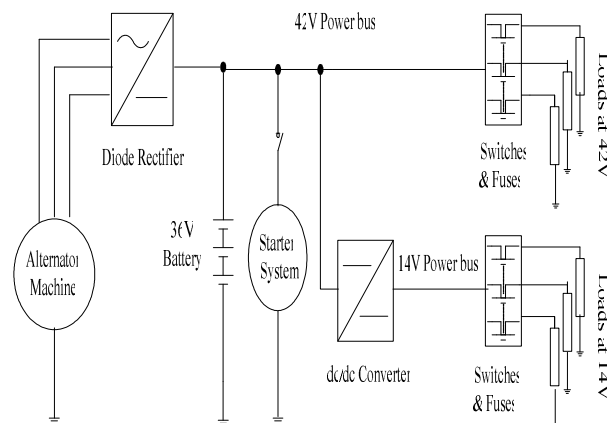 42V Power bus
Diode Rectifier
Switches
& Fuses
Loads at 42V
Alternator
Machine
36V
Battery
Starter
System
14V Power bus
dc/dc Converter
Switches
& Fuses
Loads at 14V